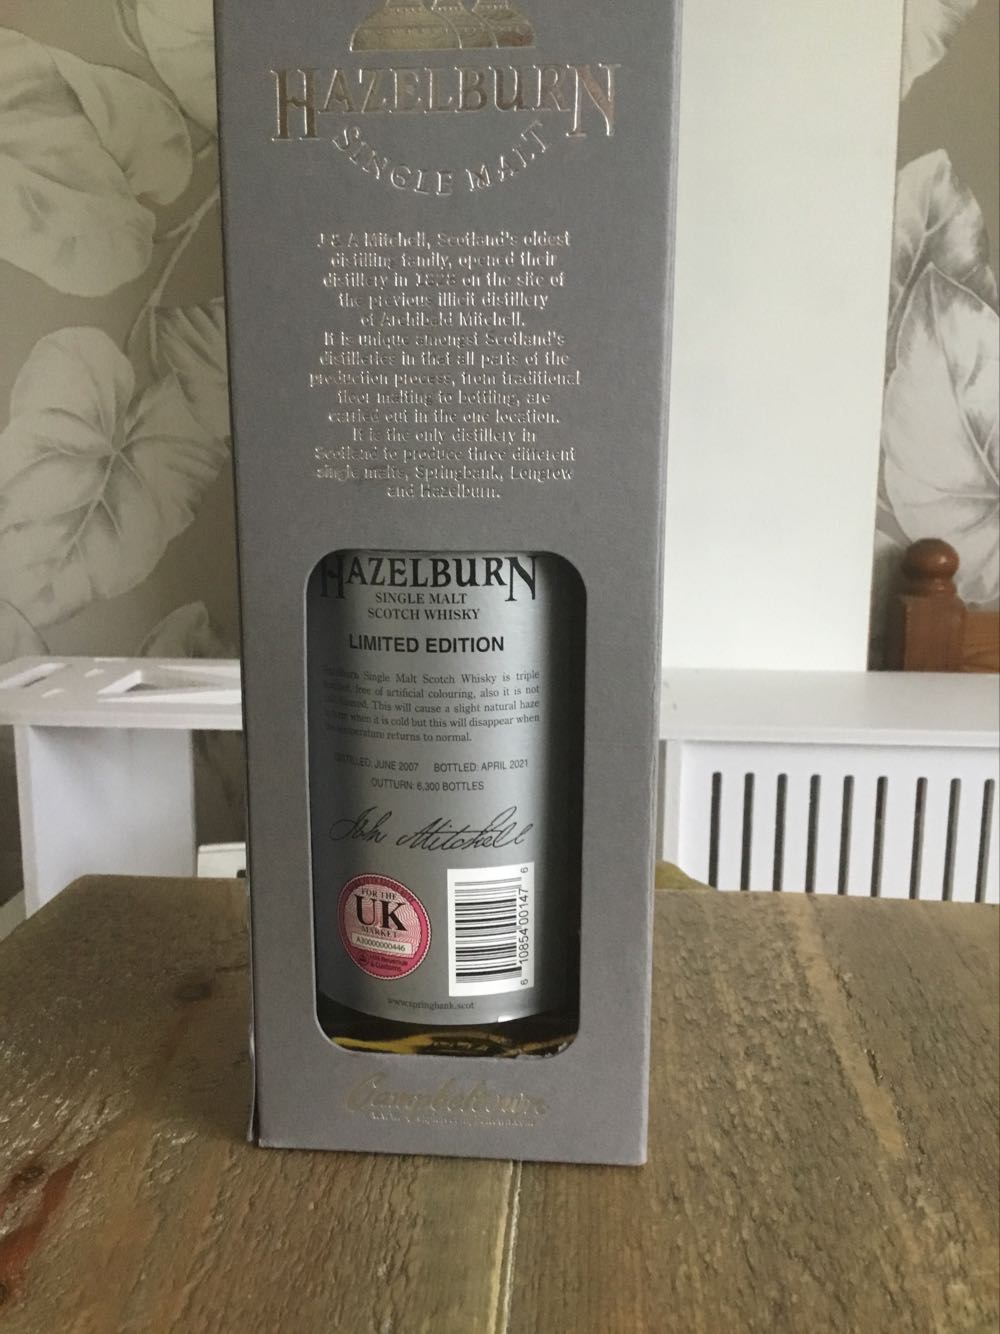 HAZELBURN
SINGLE MALT
J & A Mitchell, Scotland's oldest
distilling family, opened their
distillery in 1828 on the site of
the previous illicit distillery
of Archibald Mitchell.
It is unique amongst Scotland's
distilleries in that all parts of the
production process, from traditional
floor malting to bottling, are
carried out in the one location.
It is the only distillery in
Scotland to produce three different
single malts, Springbank, Longrow
and Hazelburn.
HAZELBURN
SINGLE MALT
SCOTCH WHISKY
LIMITED EDITION
Single Malt Scotch Whisky is triple
free of artificial colouring, also it is not
This will cause a slight natural haze
when it is cold but this will disappear when
temperature returns to normal.
DISTILLED: JUNE 2007 BOTTLED: APRIL 2021
OUTTURN: 6,300 BOTTLES
John Mitchell
FOR THE
UK
MARKET
A30000000446
HM Revenue
& Customs
6 10854 00147 6
www.springbank.scot
Campbeltown